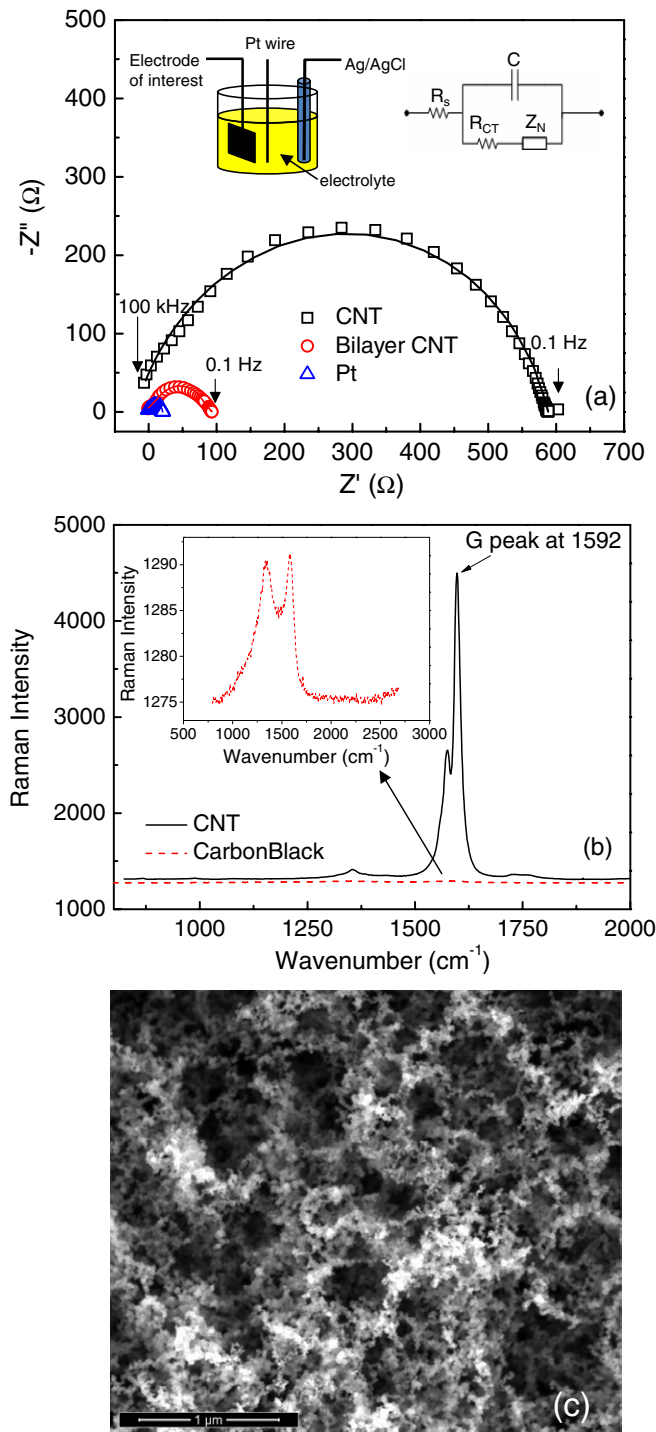 -500
400
300
200
100
0
-Z" (Ω)
Electrode
of interest
Pt wire
Ag/AgCl
electrolyte
C
R_s
R_CT
Z_N
100 kHz
0.1 Hz
0.1 Hz
CNT
Bilayer CNT
Pt
(a)
0 100 200 300 400 500 600 700
Z' (Ω)
5000
4000
3000
2000
1000
Raman Intensity
G peak at 1592
1290
1285
1280
1275
Raman Intensity
500 1000 1500 2000 2500 3000
Wavenumber (cm⁻¹)
CNT
CarbonBlack
(b)
1000 1250 1500 1750 2000
Wavenumber (cm⁻¹)
1 µm
(c)